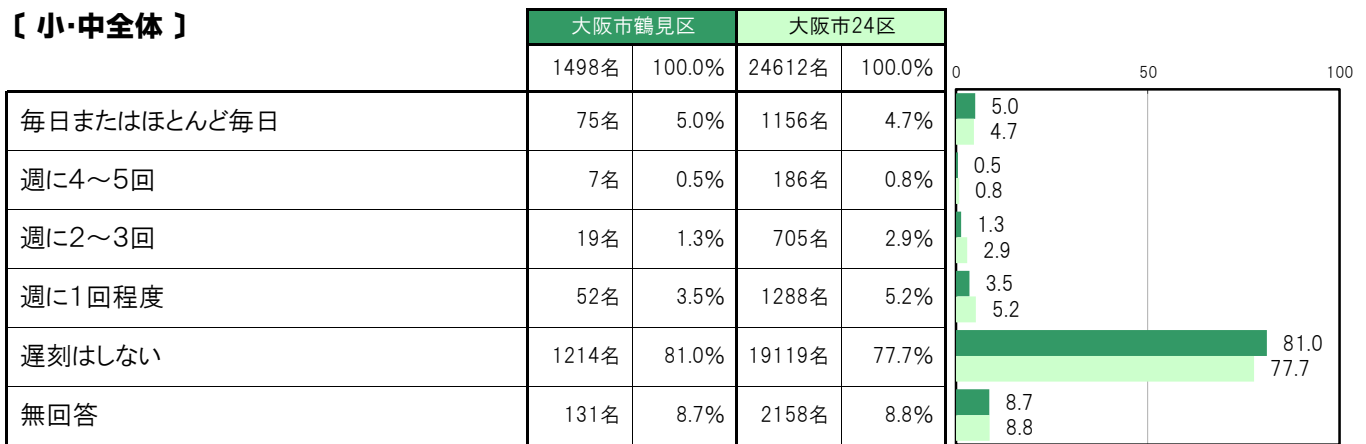 〔 小・中全体 〕
大阪市鶴見区 大阪市24区
1498名 100.0% 24612名 100.0% 0 50 100
毎日またはほとんど毎日 75名 5.0% 1156名 4.7% 5.0
4.7
週に4〜5回 7名 0.5% 186名 0.8% 0.5
0.8
週に2〜3回 19名 1.3% 705名 2.9% 1.3
2.9
週に1回程度 52名 3.5% 1288名 5.2% 3.5
5.2
遅刻はしない 1214名 81.0% 19119名 77.7% 81.0
77.7
無回答 131名 8.7% 2158名 8.8% 8.7
8.8